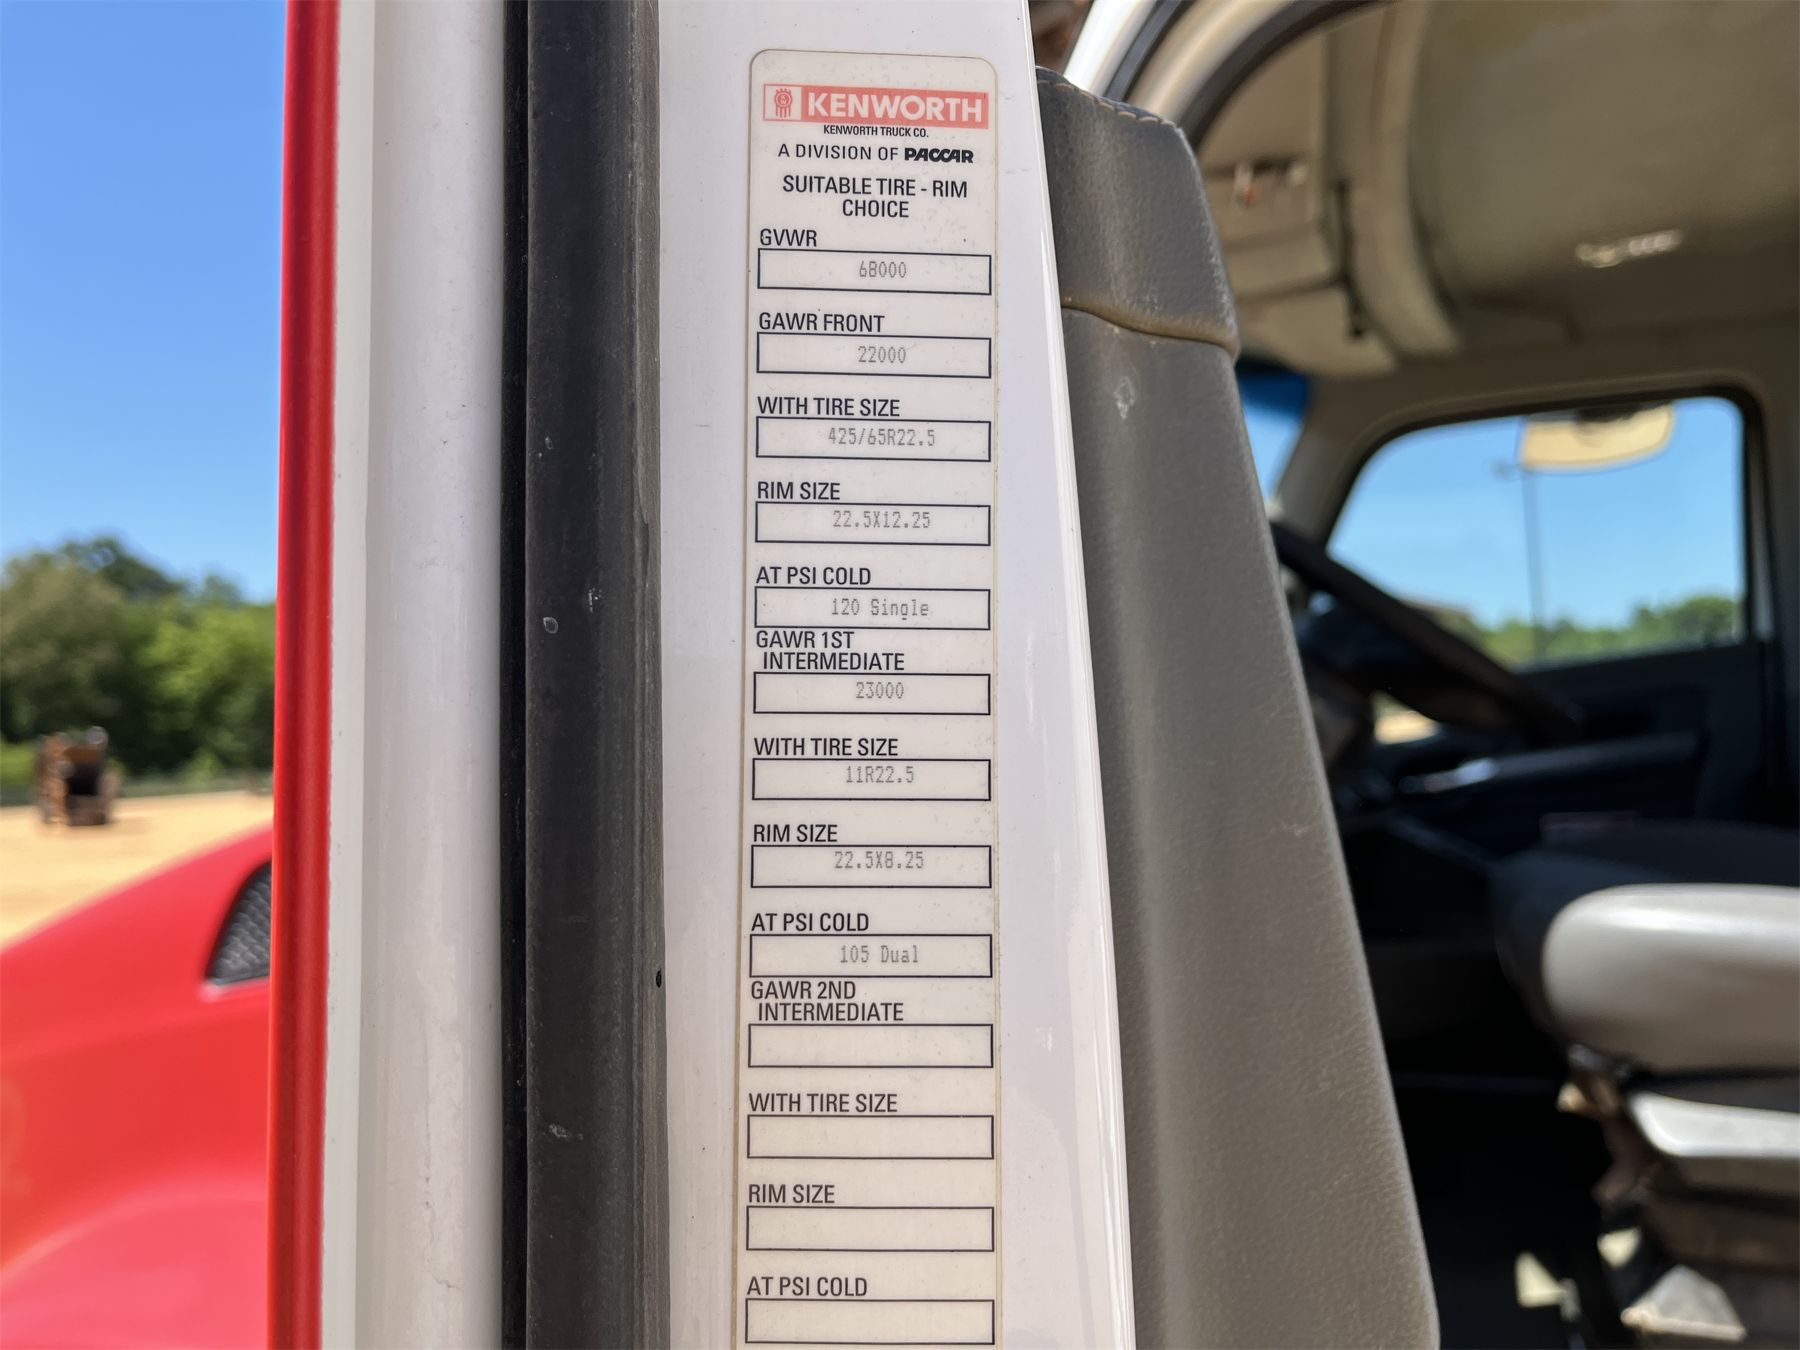 KENWORTH
KENWORTH TRUCK CO.
A DIVISION OF PACCAR
SUITABLE TIRE - RIM
CHOICE
GVWR
68000
GAWR FRONT
22000
WITH TIRE SIZE
425/65R22.5
RIM SIZE
22.5X12.25
AT PSI COLD
120 Single
GAWR 1ST
INTERMEDIATE
23000
WITH TIRE SIZE
11R22.5
RIM SIZE
22.5X8.25
AT PSI COLD
105 Dual
GAWR 2ND
INTERMEDIATE
WITH TIRE SIZE
RIM SIZE
AT PSI COLD